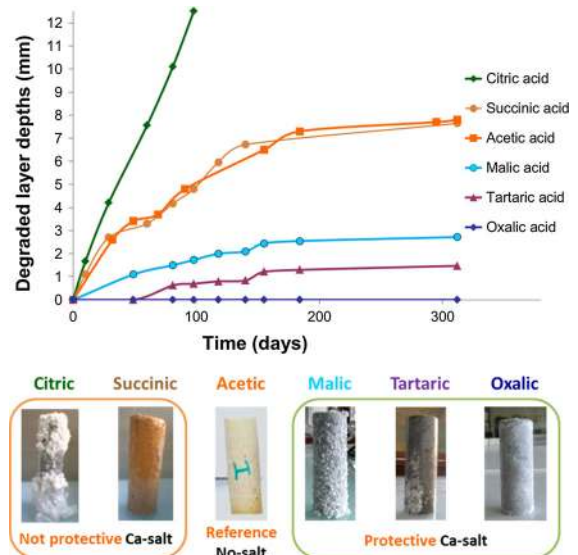 Degraded layer depths (mm)
12
11
10
9
8
7
6
5
4
3
2
1
0
0
100
200
300
Time (days)
Citric acid
Succinic acid
Acetic acid
Malic acid
Tartaric acid
Oxalic acid
Citric Succinic Acetic Malic Tartaric Oxalic
Not protective Ca-salt
Reference
No-salt
Protective Ca-salt